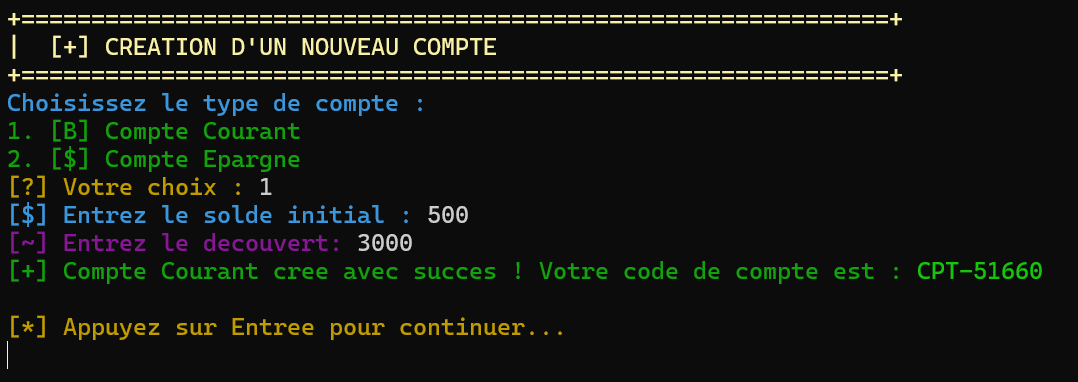 +==============================================================+
|  [+] CREATION D'UN NOUVEAU COMPTE
+==============================================================+
Choisissez le type de compte :
1. [B] Compte Courant
2. [$] Compte Epargne
[?] Votre choix : 1
[$] Entrez le solde initial : 500
[~] Entrez le decouvert: 3000
[+] Compte Courant cree avec succes ! Votre code de compte est : CPT-51660
[*] Appuyez sur Entree pour continuer...